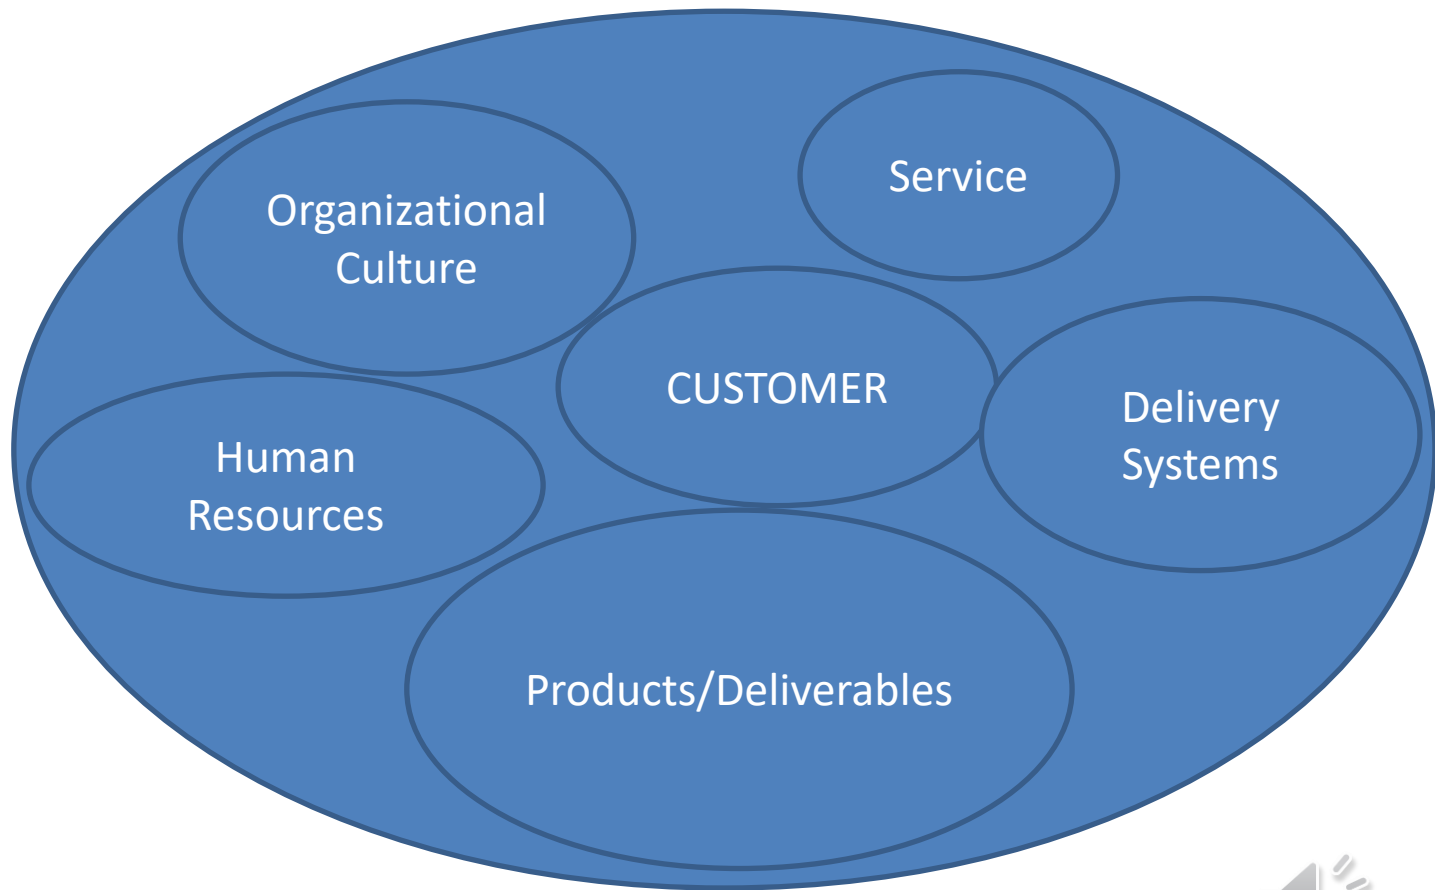 Organizational
Culture
Service
CUSTOMER
Delivery
Systems
Human
Resources
Products/Deliverables